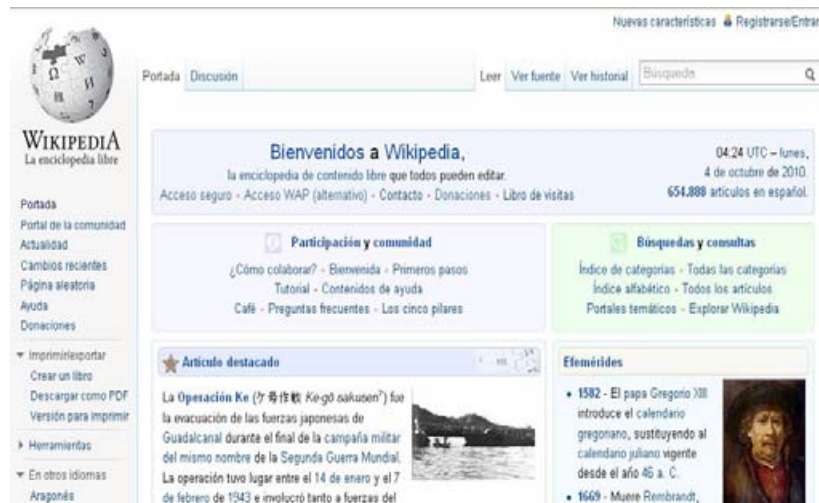 Nuevas características Registrarse/Entrar
Portada Discusión Leer Ver fuente Ver historial Búsqueda
WIKIPEDIA
La enciclopedia libre
Portada
Portal de la comunidad
Actualidad
Cambios recientes
Página aleatoria
Ayuda
Donaciones
Imprimir/exportar
Crear un libro
Descargar como PDF
Versión para imprimir
Herramientas
En otros idiomas
Aragonés
Bienvenidos a Wikipedia,
la enciclopedia de contenido libre que todos pueden editar.
Acceso seguro - Acceso WAP (alternativo) - Contacto - Donaciones - Libro de visitas
04:24 UTC – lunes,
4 de octubre de 2010.
654.888 artículos en español.
Participación y comunidad
¿Cómo colaborar? - Bienvenida - Primeros pasos
Tutorial - Contenidos de ayuda
Café - Preguntas frecuentes - Los cinco pilares
Búsquedas y consultas
Índice de categorías - Todas las categorías
Índice alfabético - Todos los artículos
Portales temáticos - Explorar Wikipedia
Artículo destacado
La Operación Ke (ケ号作戦 Ke-gō sakusen?) fue
la evacuación de las fuerzas japonesas de
Guadalcanal durante el final de la campaña militar
del mismo nombre de la Segunda Guerra Mundial.
La operación tuvo lugar entre el 14 de enero y el 7
de febrero de 1943 e involucró tanto a fuerzas del
Efemérides
• 1582 - El papa Gregorio XIII
introduce el calendario
gregoriano, sustituyendo al
calendario juliano vigente
desde el año 46 a. C.
• 1669 - Muere Rembrandt,